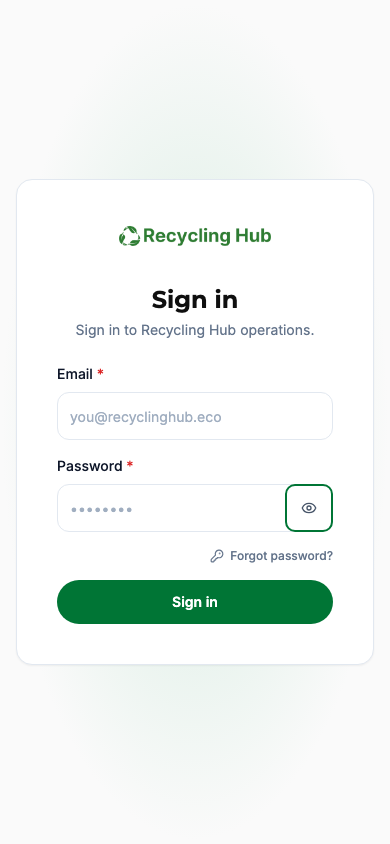 Recycling Hub
Sign in
Sign in to Recycling Hub operations.
Email *
you@recyclinghub.eco
Password *
••••••••
Forgot password?
Sign in